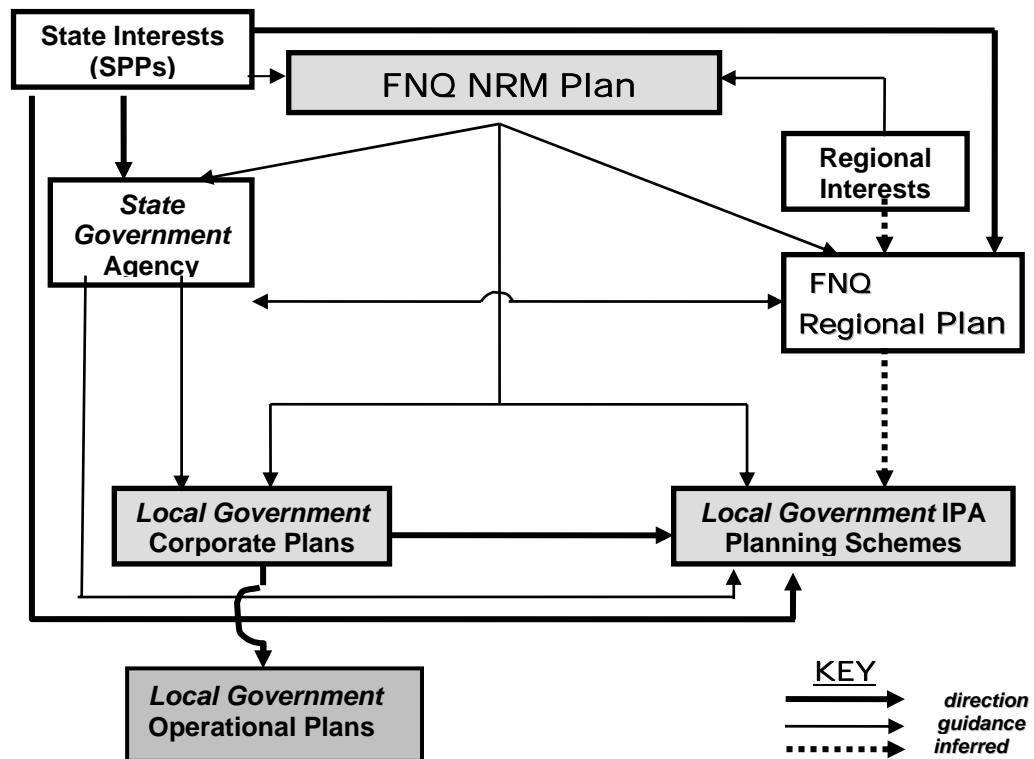 State Interests
(SPPs)
FNQ NRM Plan
Regional
Interests
State
Government
Agency
FNQ
Regional Plan
Local Government
Corporate Plans
Local Government IPA
Planning Schemes
Local Government
Operational Plans
KEY
direction
guidance
inferred